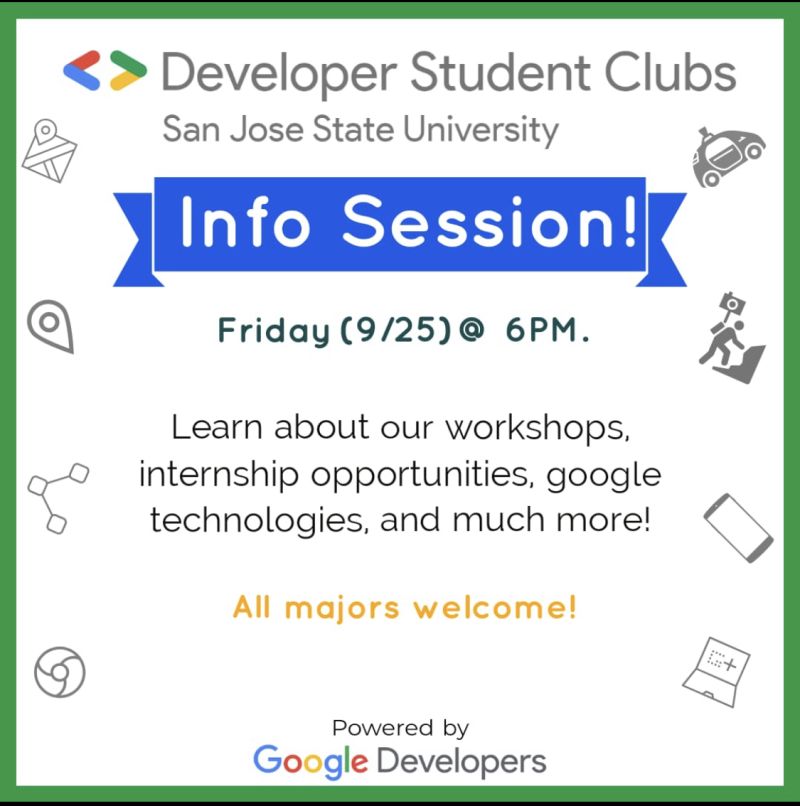 Developer Student Clubs
San Jose State University
Info Session!
Friday (9/25) @ 6PM.
Learn about our workshops,
internship opportunities, google
technologies, and much more!
All majors welcome!
Powered by
Google Developers